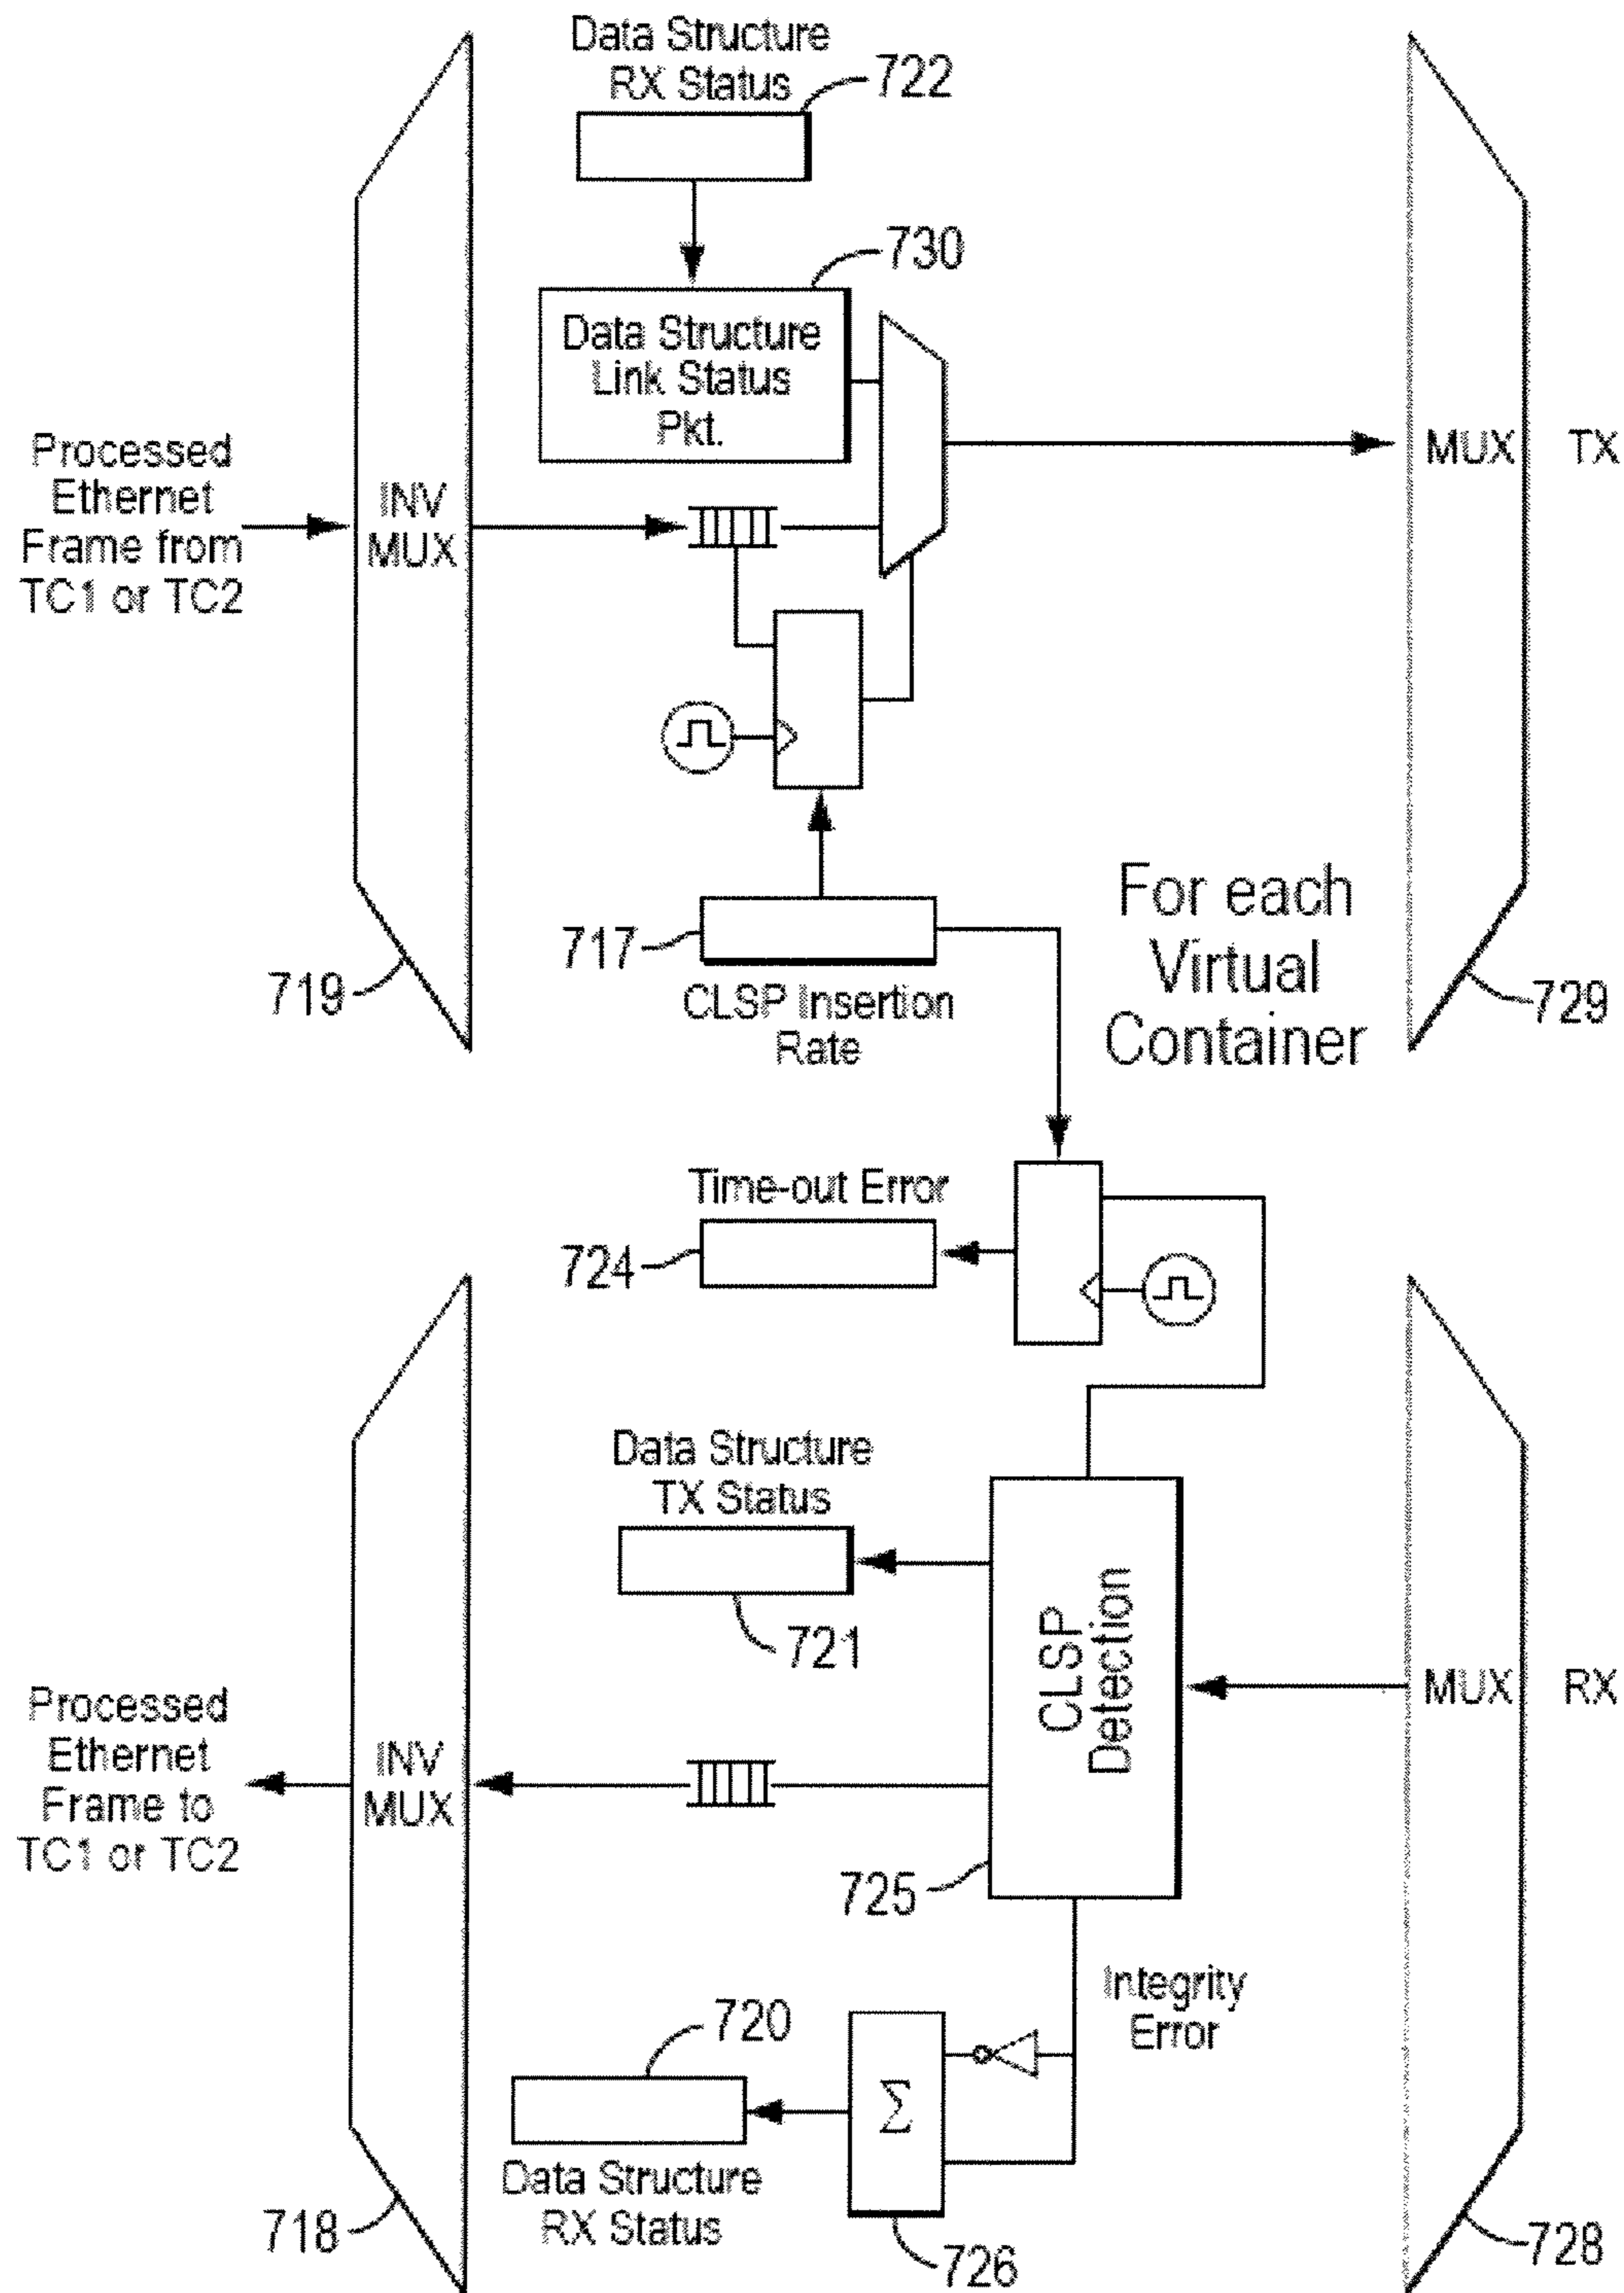 Data Structure
RX Status
722
730
Data Structure
Link Status
Pkt.
Processed
Ethernet
Frame from
TC1 or TC2
INV
MUX
MUX
TX
717
CLSP Insertion
Rate
For each
Virtual
Container
719
729
Time-out Error
724
Data Structure
TX Status
721
CLSP
Detection
MUX
RX
Processed
Ethernet
Frame to
TC1 or TC2
INV
MUX
725
Integrity
Error
720
Σ
Data Structure
RX Status
718
726
728